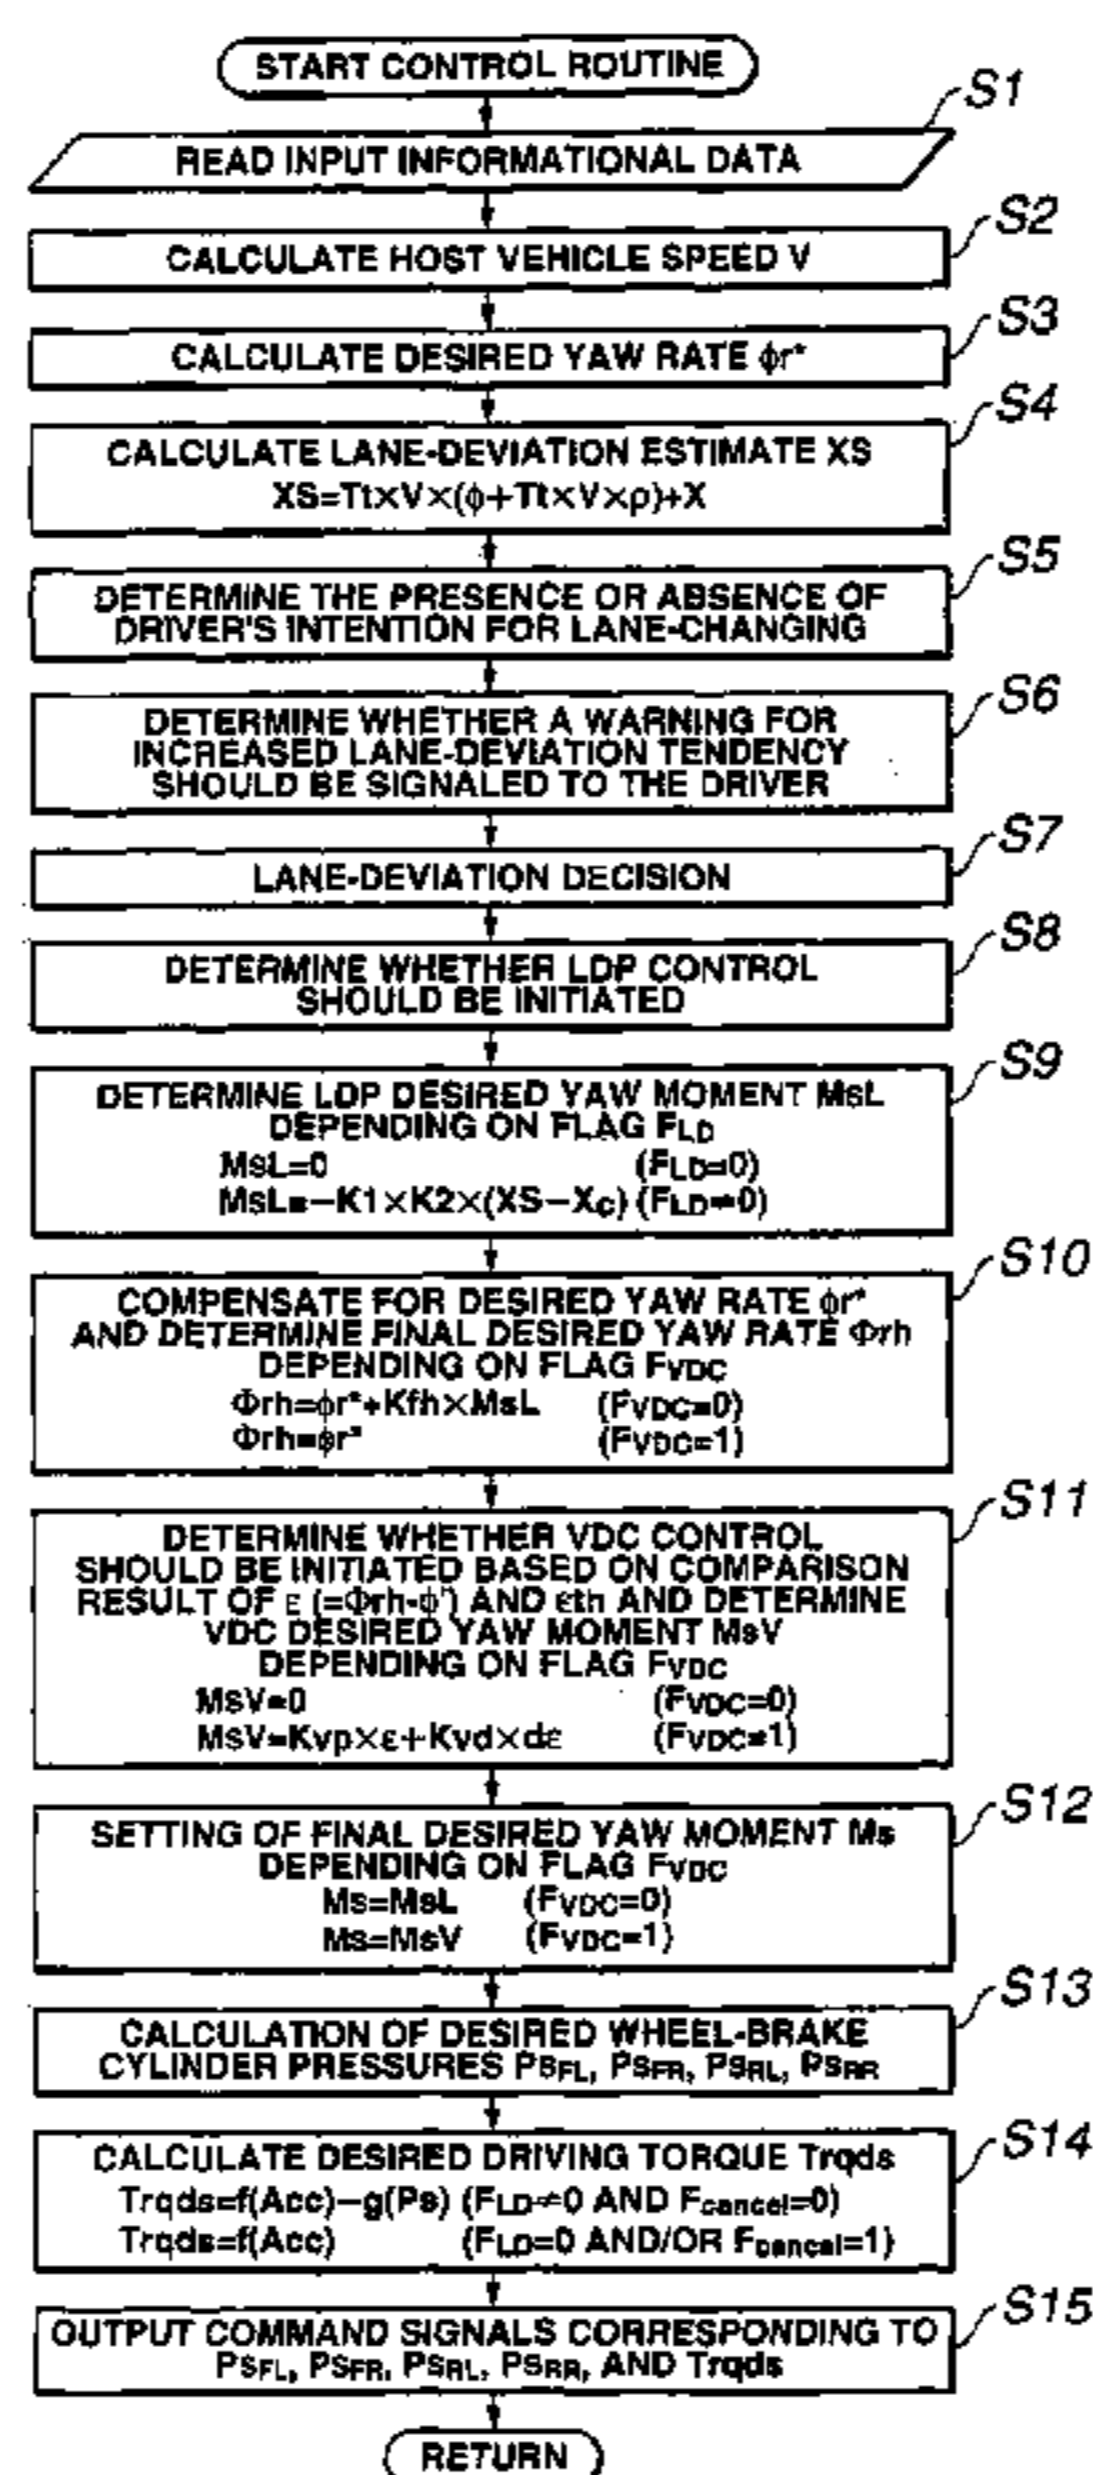 START CONTROL ROUTINE
S1
READ INPUT INFORMATIONAL DATA
S2
CALCULATE HOST VEHICLE SPEED V
S3
CALCULATE DESIRED YAW RATE ϕr*
S4
CALCULATE LANE-DEVIATION ESTIMATE XS
XS=Tt×V×(ϕ+Tt×V×ρ)+X
S5
DETERMINE THE PRESENCE OR ABSENCE OF
DRIVER'S INTENTION FOR LANE-CHANGING
S6
DETERMINE WHETHER A WARNING FOR
INCREASED LANE-DEVIATION TENDENCY
SHOULD BE SIGNALED TO THE DRIVER
S7
LANE-DEVIATION DECISION
S8
DETERMINE WHETHER LDP CONTROL
SHOULD BE INITIATED
S9
DETERMINE LDP DESIRED YAW MOMENT MsL
DEPENDING ON FLAG FLD
MsL=0 (FLD=0)
MsL=−K1×K2×(XS−Xc) (FLD≠0)
S10
COMPENSATE FOR DESIRED YAW RATE ϕr*
AND DETERMINE FINAL DESIRED YAW RATE Φrh
DEPENDING ON FLAG FVDC
Φrh=ϕr*+Kfh×MsL (FVDC=0)
Φrh=ϕr* (FVDC=1)
S11
DETERMINE WHETHER VDC CONTROL
SHOULD BE INITIATED BASED ON COMPARISON
RESULT OF ε (=Φrh-ϕ') AND εth AND DETERMINE
VDC DESIRED YAW MOMENT MsV
DEPENDING ON FLAG FVDC
MsV=0 (FVDC=0)
MsV=Kvp×ε+Kvd×dε (FVDC=1)
S12
SETTING OF FINAL DESIRED YAW MOMENT Ms
DEPENDING ON FLAG FVDC
Ms=MsL (FVDC=0)
Ms=MsV (FVDC=1)
S13
CALCULATION OF DESIRED WHEEL-BRAKE
CYLINDER PRESSURES PSFL, PSFR, PSRL, PSRR
S14
CALCULATE DESIRED DRIVING TORQUE Trqds
Trqds=f(Acc)−g(Ps) (FLD≠0 AND Fcancel=0)
Trqds=f(Acc) (FLD=0 AND/OR Fcancel=1)
S15
OUTPUT COMMAND SIGNALS CORRESPONDING TO
PSFL, PSFR, PSRL, PSRR, AND Trqds
RETURN